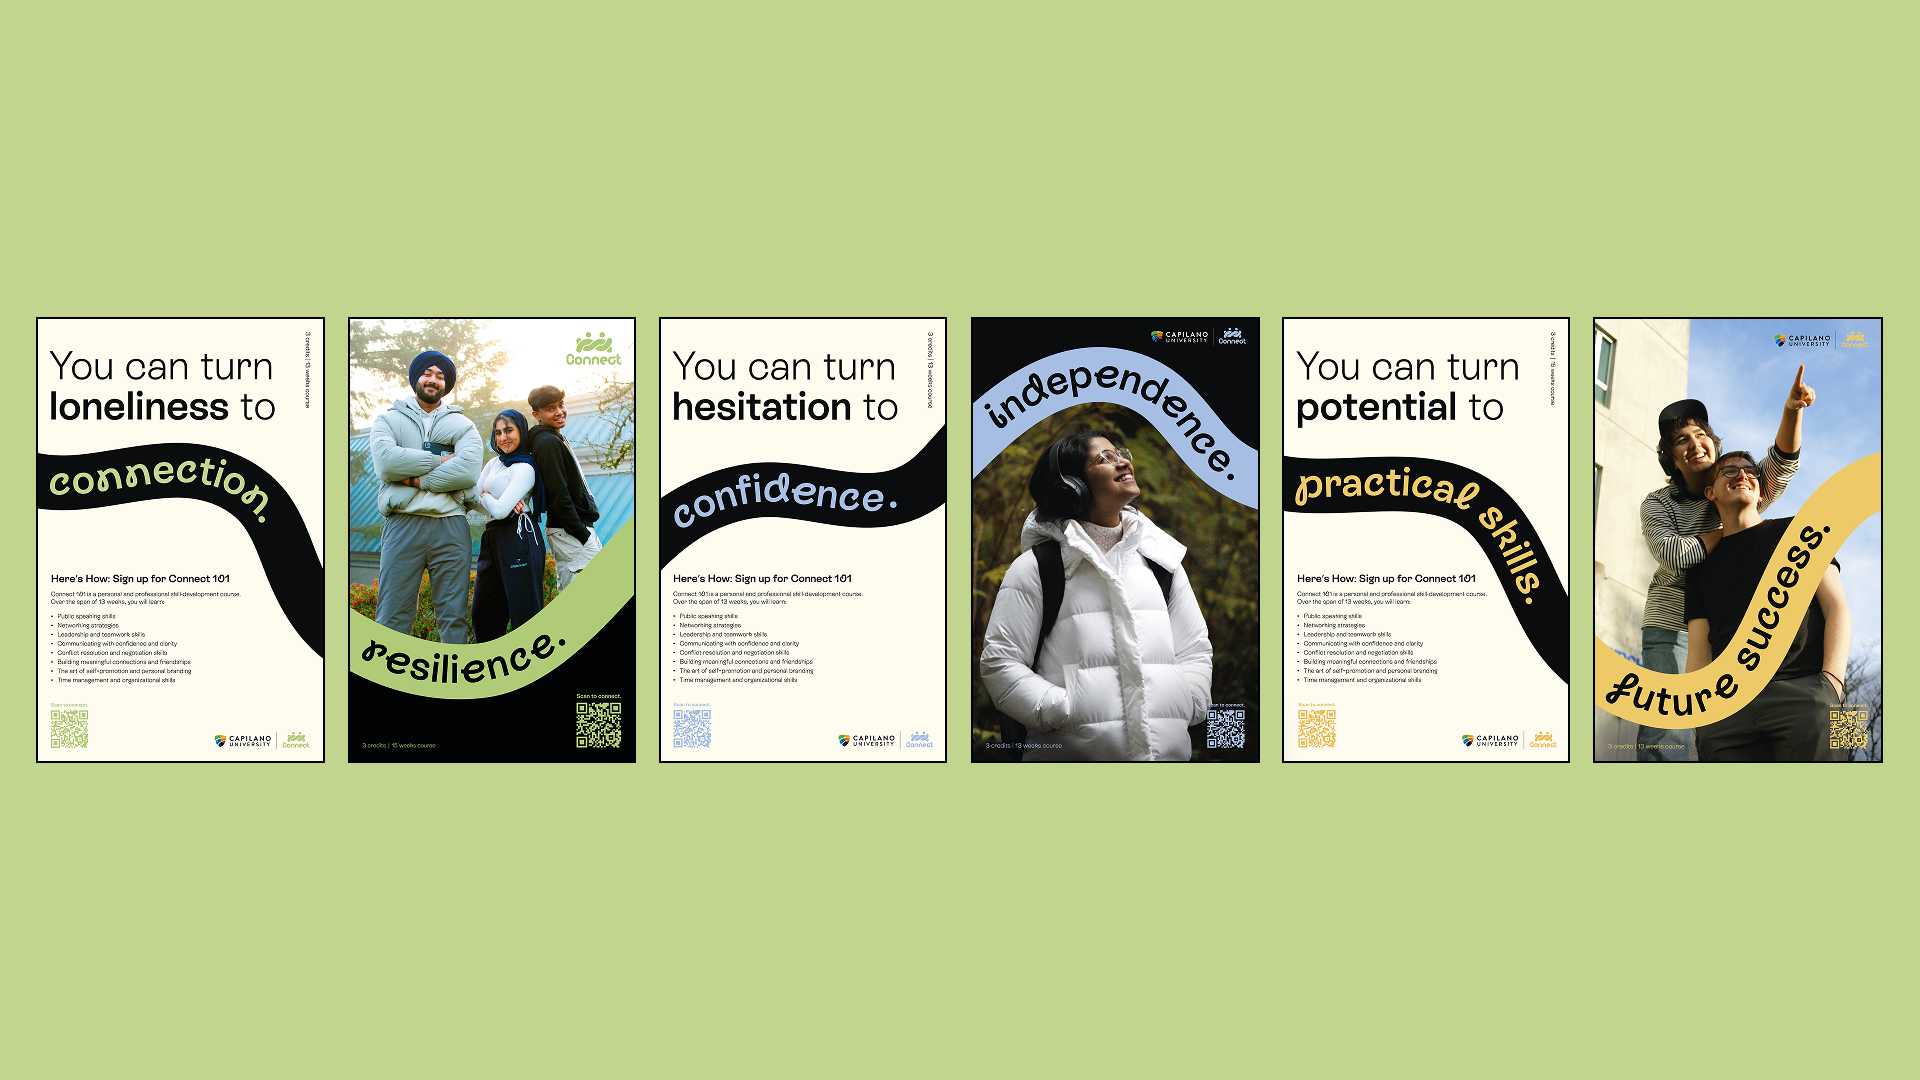 You can turn
loneliness to
connection.
3 credits | 13 weeks course
Here's How: Sign up for Connect 101
Connect 101 is a personal and professional skill-development course.
Over the span of 13 weeks, you will learn:
• Public speaking skills
• Networking strategies
• Leadership and teamwork skills
• Communicating with confidence and clarity
• Conflict resolution and negotiation skills
• Building meaningful connections and friendships
• The art of self-promotion and personal branding
• Time management and organizational skills
Scan to connect.
CAPILANO
UNIVERSITY
Connect
Connect
resilience.
Scan to connect.
3 credits | 15 weeks course
You can turn
hesitation to
confidence.
3 credits | 13 weeks course
Here's How: Sign up for Connect 101
Connect 101 is a personal and professional skill-development course.
Over the span of 13 weeks, you will learn:
• Public speaking skills
• Networking strategies
• Leadership and teamwork skills
• Communicating with confidence and clarity
• Conflict resolution and negotiation skills
• Building meaningful connections and friendships
• The art of self-promotion and personal branding
• Time management and organizational skills
Scan to connect.
CAPILANO
UNIVERSITY
Connect
CAPILANO
UNIVERSITY
Connect
independence.
Scan to connect.
3 credits | 13 weeks course
You can turn
potential to
practical skills.
3 credits | 15 weeks course
Here's How: Sign up for Connect 101
Connect 101 is a personal and professional skill-development course.
Over the span of 13 weeks, you will learn:
• Public speaking skills
• Networking strategies
• Leadership and teamwork skills
• Communicating with confidence and clarity
• Conflict resolution and negotiation skills
• Building meaningful connections and friendships
• The art of self-promotion and personal branding
• Time management and organizational skills
Scan to connect.
CAPILANO
UNIVERSITY
Connect
CAPILANO
UNIVERSITY
Connect
future success.
Scan to connect.
3 credits | 13 weeks course